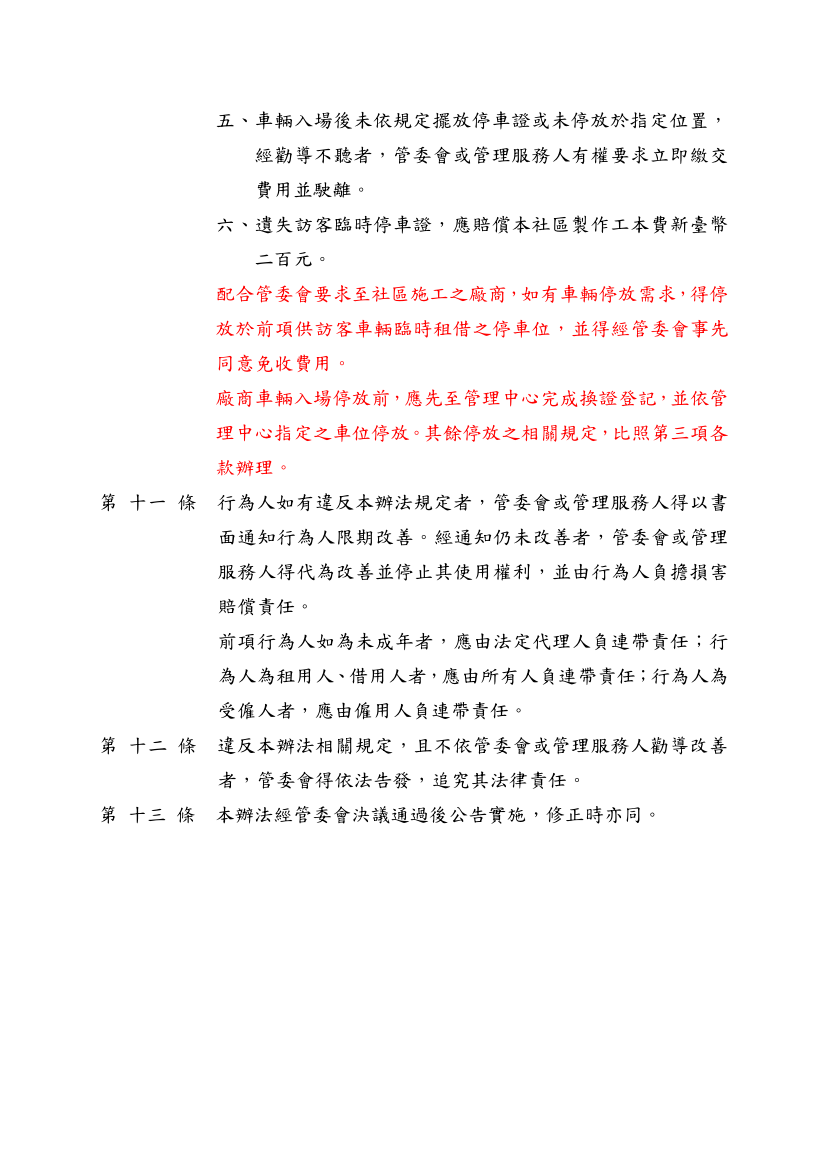 五、車輛入場後未依規定擺放停車證或未停放於指定位置，
經勸導不聽者，管委會或管理服務人有權要求立即繳交
費用並駛離。
六、遺失訪客臨時停車證，應賠償本社區製作工本費新臺幣
二百元。
配合管委會要求至社區施工之廠商，如有車輛停放需求，得停
放於前項供訪客車輛臨時租借之停車位，並得經管委會事先
同意免收費用。
廠商車輛入場停放前，應先至管理中心完成換證登記，並依管
理中心指定之車位停放。其餘停放之相關規定，比照第三項各
款辦理。
第 十一 條 行為人如有違反本辦法規定者，管委會或管理服務人得以書
面通知行為人限期改善。經通知仍未改善者，管委會或管理
服務人得代為改善並停止其使用權利，並由行為人負擔損害
賠償責任。
前項行為人如為未成年者，應由法定代理人負連帶責任；行
為人為租用人、借用人者，應由所有人負連帶責任；行為人為
受僱人者，應由僱用人負連帶責任。
第 十二 條 違反本辦法相關規定，且不依管委會或管理服務人勸導改善
者，管委會得依法告發，追究其法律責任。
第 十三 條 本辦法經管委會決議通過後公告實施，修正時亦同。